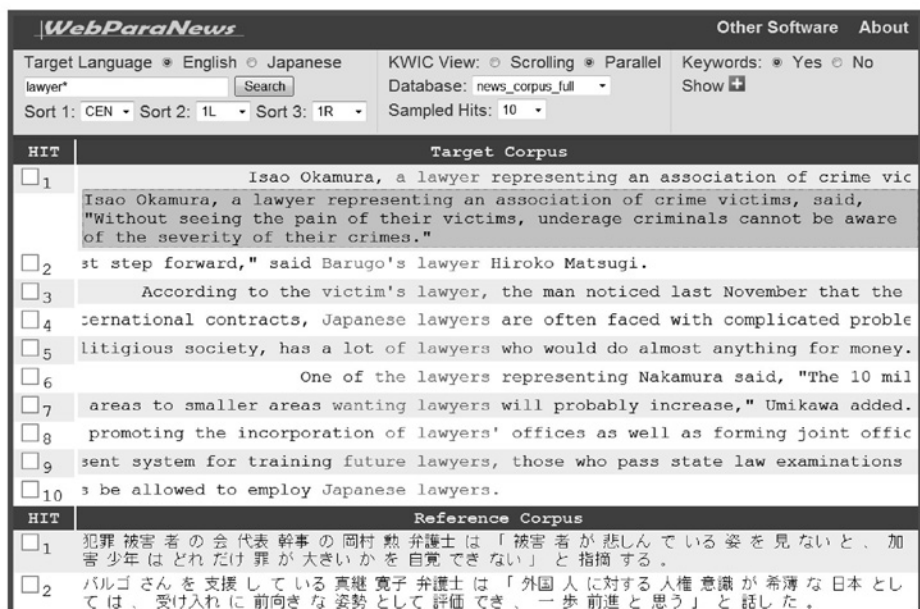 WebParaNews Other Software About
Target Language English Japanese KWIC View: Scrolling Parallel Keywords: Yes No
lawyer* Search Database: news_corpus_full Show
Sort 1: CEN Sort 2: 1L Sort 3: 1R Sampled Hits: 10
HIT Target Corpus
1 Isao Okamura, a lawyer representing an association of crime vic
Isao Okamura, a lawyer representing an association of crime victims, said,
"Without seeing the pain of their victims, underage criminals cannot be aware
of the severity of their crimes."
2 st step forward," said Barugo's lawyer Hiroko Matsugi.
3 According to the victim's lawyer, the man noticed last November that the
4 ternational contracts, Japanese lawyers are often faced with complicated proble
5 litigious society, has a lot of lawyers who would do almost anything for money.
6 One of the lawyers representing Nakamura said, "The 10 mil
7 areas to smaller areas wanting lawyers will probably increase," Umikawa added.
8 promoting the incorporation of lawyers' offices as well as forming joint offic
9 sent system for training future lawyers, those who pass state law examinations
10 s be allowed to employ Japanese lawyers.
HIT Reference Corpus
1 犯罪 被害 者 の 会 代表 幹事 の 岡村 勲 弁護士 は 「 被害 者 が 悲しん で いる 姿 を 見 ない と 、 加
害 少年 は どれ だけ 罪 が 大きい か を 自覚 でき ない 」 と 指摘 する 。
2 バルゴ さん を 支援 し て いる 真継 寛子 弁護士 は 「 外国 人 に対する 人権 意識 が 希薄 な 日本 とし
て は 、 受け入れ に 前向き な 姿勢 として 評価 でき 、 一 歩 前進 と 思う 」 と 話し た 。